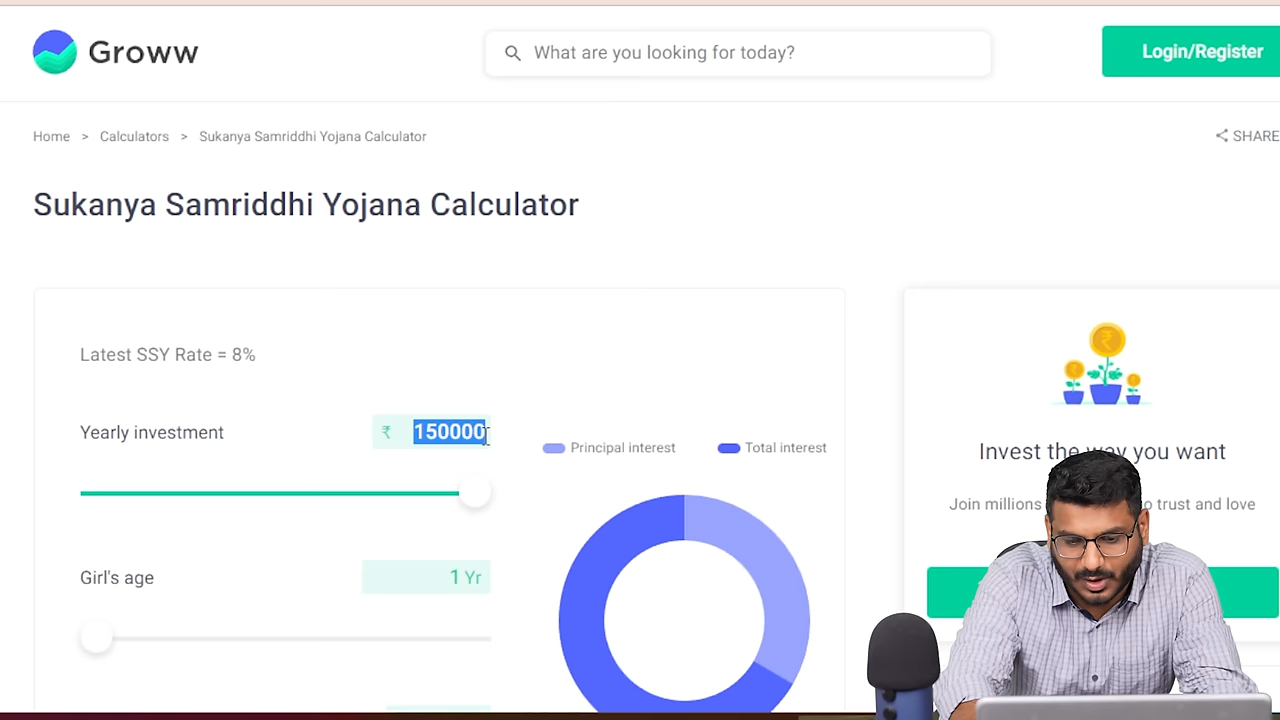 Groww
What are you looking for today?
Login/Register
Home > Calculators > Sukanya Samriddhi Yojana Calculator
SHARE
Sukanya Samriddhi Yojana Calculator
Latest SSY Rate = 8%
Yearly investment
₹ 150000
Principal interest
Total interest
Girl's age
1 Yr
Invest the way you want
Join millions
to trust and love